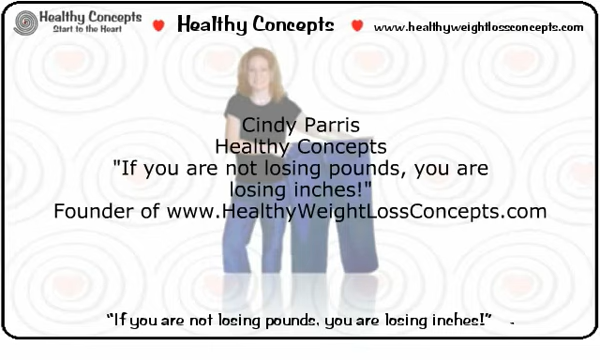 Healthy Concepts
Start to the Heart
Healthy Concepts
www.healthyweightlossconcepts.com
Cindy Parris
Healthy Concepts
"If you are not losing pounds, you are
losing inches!"
Founder of www.HealthyWeightLossConcepts.com
"If you are not losing pounds, you are losing inches!" -